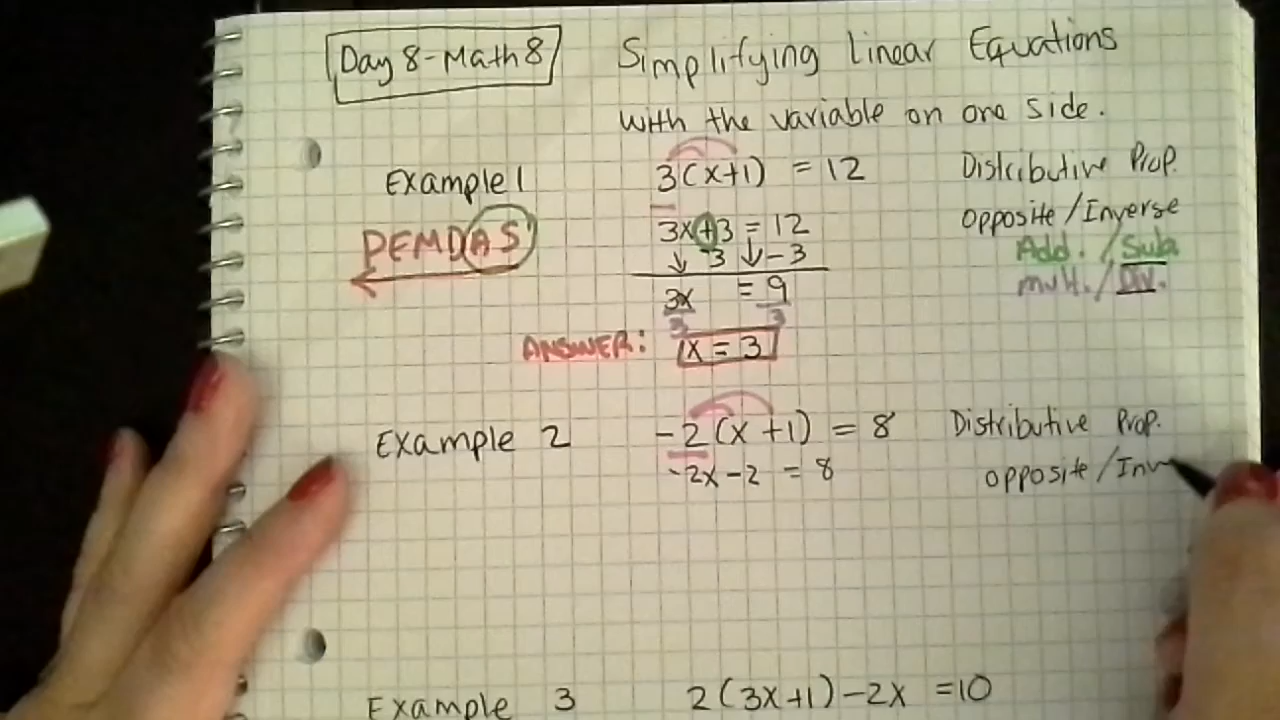 Day 8-Math 8
Simplifying Linear Equations
with the variable on one side.
Example 1
3(x+1) = 12
Distributive Prop.
PEMDAS
3x+3 = 12
Opposite/Inverse
-3 -3
Add. / Sub.
3x = 9
mult. / Div.
3 3
ANSWER: x = 3
Example 2
-2(x+1) = 8
Distributive Prop.
-2x-2 = 8
opposite/Inv
Example 3
2(3x+1)-2x =10